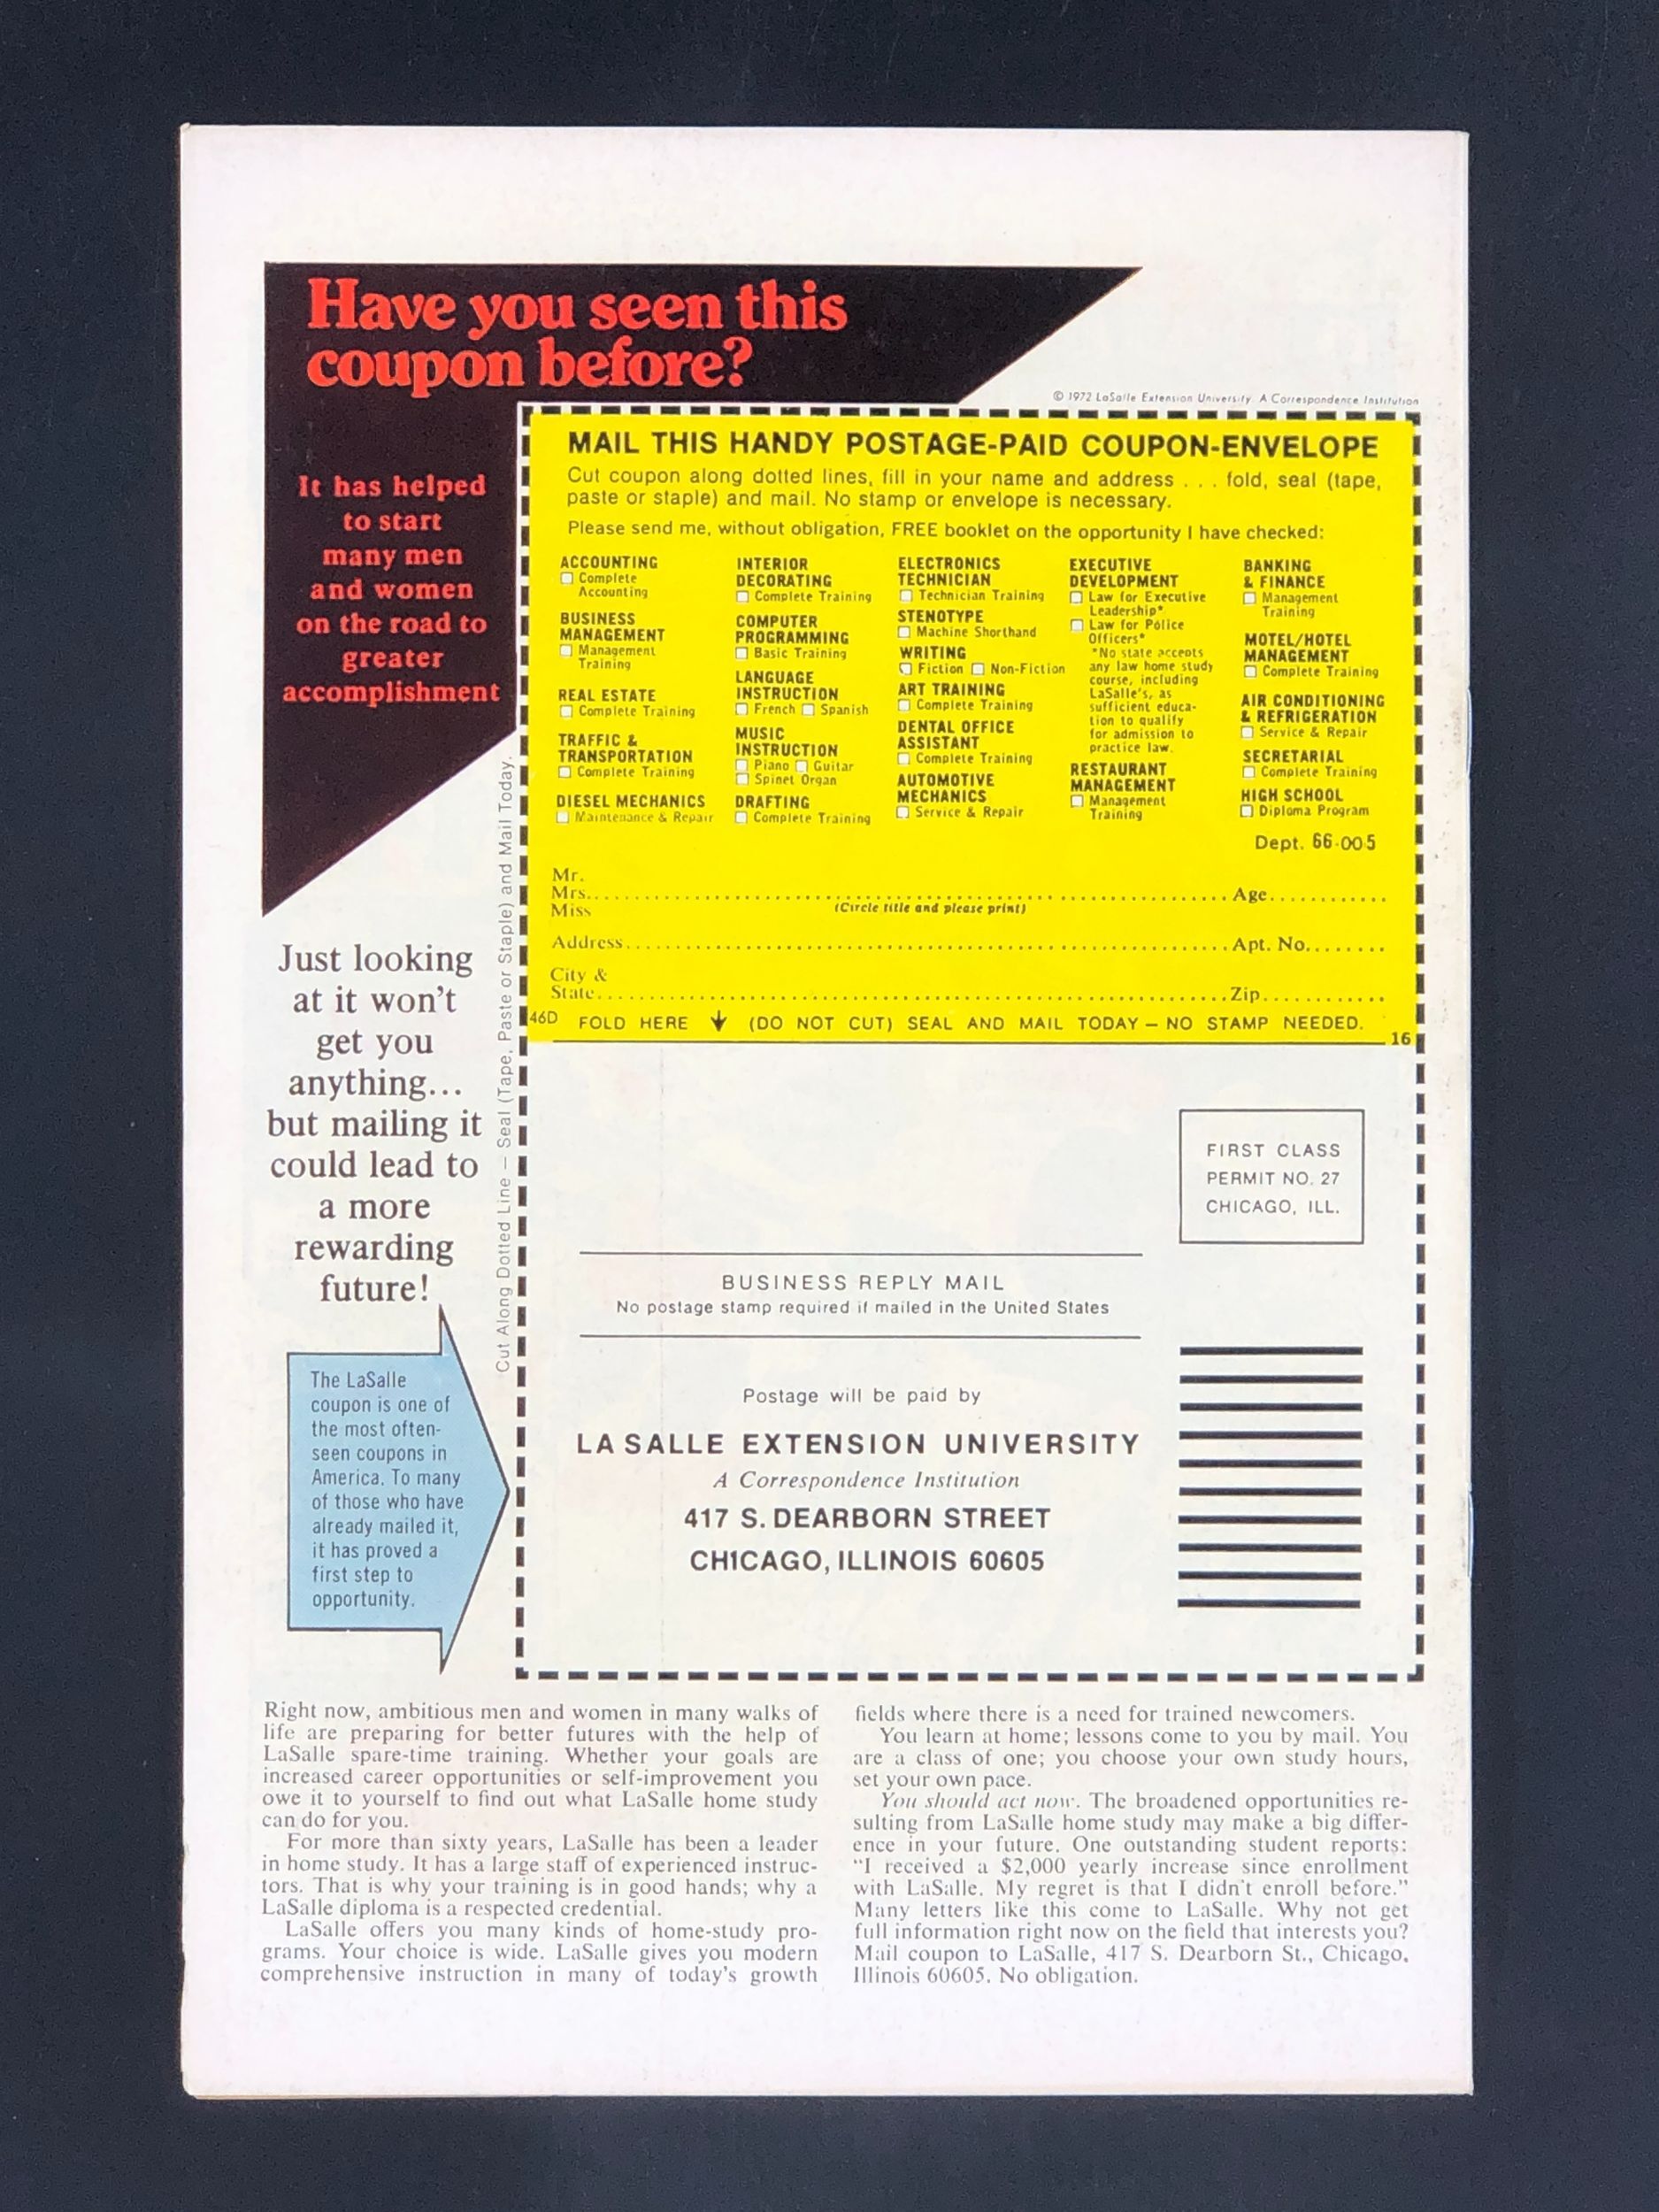 Have you seen this
coupon before?
It has helped
to start
many men
and women
on the road to
greater
accomplishment
© 1972 LaSalle Extension University. A Correspondence Institution
MAIL THIS HANDY POSTAGE-PAID COUPON-ENVELOPE
Cut coupon along dotted lines, fill in your name and address . . . fold, seal (tape,
paste or staple) and mail. No stamp or envelope is necessary.
Please send me, without obligation, FREE booklet on the opportunity I have checked:
ACCOUNTING
Complete
Accounting
BUSINESS
MANAGEMENT
Management
Training
REAL ESTATE
Complete Training
TRAFFIC &
TRANSPORTATION
Complete Training
DIESEL MECHANICS
Maintenance & Repair
INTERIOR
DECORATING
Complete Training
COMPUTER
PROGRAMMING
Basic Training
LANGUAGE
INSTRUCTION
French Spanish
MUSIC
INSTRUCTION
Piano Guitar
Spinet Organ
DRAFTING
Complete Training
ELECTRONICS
TECHNICIAN
Technician Training
STENOTYPE
Machine Shorthand
WRITING
Fiction Non-Fiction
ART TRAINING
Complete Training
DENTAL OFFICE
ASSISTANT
Complete Training
AUTOMOTIVE
MECHANICS
Service & Repair
EXECUTIVE
DEVELOPMENT
Law for Executive
Leadership*
Law for Police
Officers*
*No state accepts
any law home study
course, including
LaSalle's, as
sufficient educa-
tion to qualify
for admission to
practice law.
RESTAURANT
MANAGEMENT
Management
Training
BANKING
& FINANCE
Management
Training
MOTEL/HOTEL
MANAGEMENT
Complete Training
AIR CONDITIONING
& REFRIGERATION
Service & Repair
SECRETARIAL
Complete Training
HIGH SCHOOL
Diploma Program
Dept. 66-005
Mr.
Mrs. Age
Miss (Circle title and please print)
Address Apt. No.
City &
State Zip
46D FOLD HERE (DO NOT CUT) SEAL AND MAIL TODAY – NO STAMP NEEDED.
16
Cut Along Dotted Line – Seal (Tape, Paste or Staple) and Mail Today.
Just looking
at it won't
get you
anything...
but mailing it
could lead to
a more
rewarding
future!
The LaSalle
coupon is one of
the most often-
seen coupons in
America. To many
of those who have
already mailed it,
it has proved a
first step to
opportunity.
FIRST CLASS
PERMIT NO. 27
CHICAGO, ILL.
BUSINESS REPLY MAIL
No postage stamp required if mailed in the United States
Postage will be paid by
LA SALLE EXTENSION UNIVERSITY
A Correspondence Institution
417 S. DEARBORN STREET
CHICAGO, ILLINOIS 60605
Right now, ambitious men and women in many walks of
life are preparing for better futures with the help of
LaSalle spare-time training. Whether your goals are
increased career opportunities or self-improvement you
owe it to yourself to find out what LaSalle home study
can do for you.
For more than sixty years, LaSalle has been a leader
in home study. It has a large staff of experienced instruc-
tors. That is why your training is in good hands; why a
LaSalle diploma is a respected credential.
LaSalle offers you many kinds of home-study pro-
grams. Your choice is wide. LaSalle gives you modern
comprehensive instruction in many of today's growth
fields where there is a need for trained newcomers.
You learn at home; lessons come to you by mail. You
are a class of one; you choose your own study hours,
set your own pace.
You should act now. The broadened opportunities re-
sulting from LaSalle home study may make a big differ-
ence in your future. One outstanding student reports:
"I received a $2,000 yearly increase since enrollment
with LaSalle. My regret is that I didn't enroll before."
Many letters like this come to LaSalle. Why not get
full information right now on the field that interests you?
Mail coupon to LaSalle, 417 S. Dearborn St., Chicago,
Illinois 60605. No obligation.